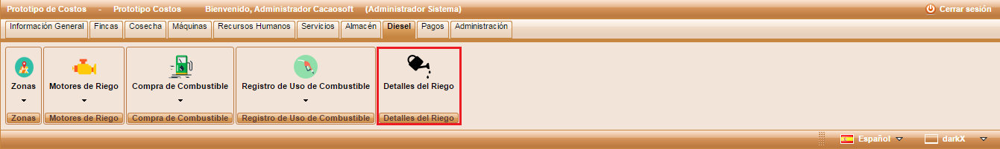 Prototipo de Costos - Prototipo Costos Bienvenido, Administrador Cacaosoft (Administrador Sistema) Cerrar sesión
Información General Fincas Cosecha Máquinas Recursos Humanos Servicios Almacén Diesel Pagos Administración
Zonas Motores de Riego Compra de Combustible Registro de Uso de Combustible Detalles del Riego
Zonas Motores de Riego Compra de Combustible Registro de Uso de Combustible Detalles del Riego
Español darkX